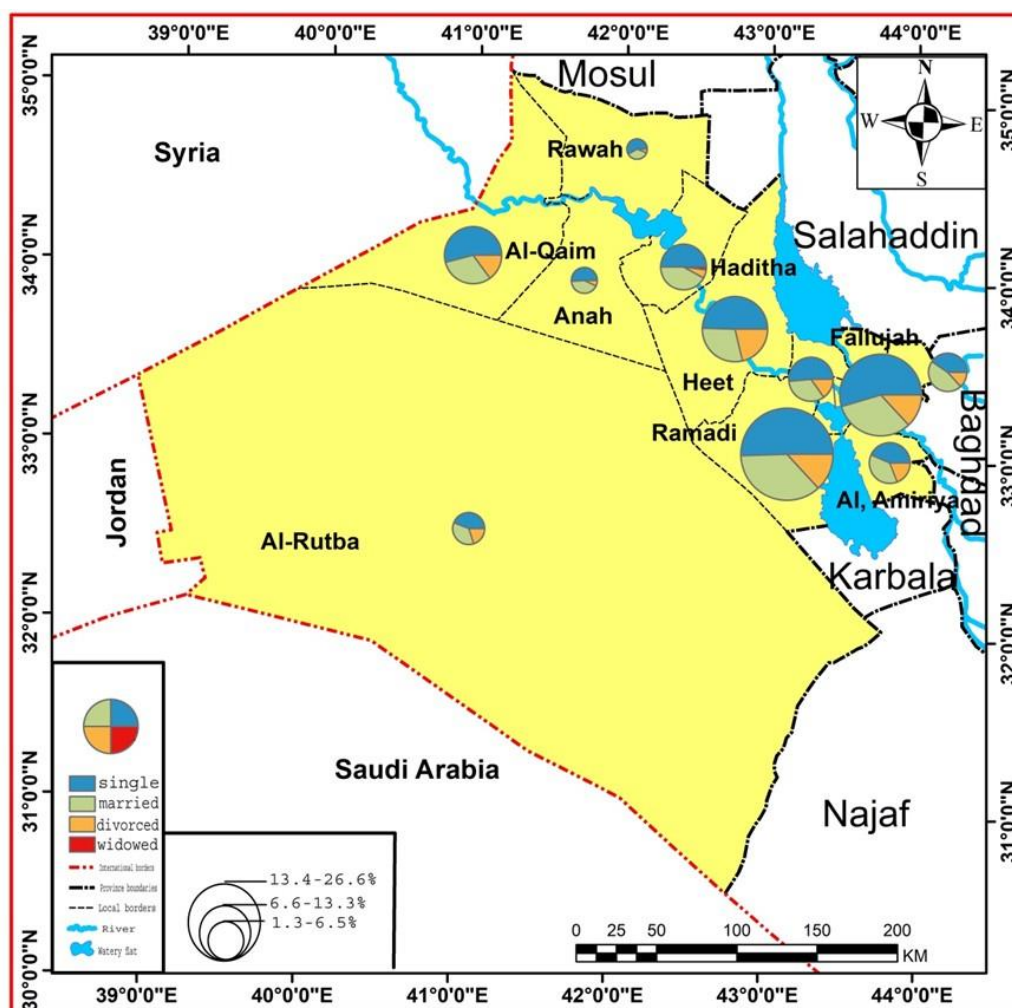 39°0'0"E 40°0'0"E 41°0'0"E 42°0'0"E 43°0'0"E 44°0'0"E
35°0'0"N
34°0'0"N
33°0'0"N
32°0'0"N
31°0'0"N
30°0'0"N
Mosul
N
W E
S
Syria
Rawah
35°0'0"N
Salahaddin
Al-Qaim
Haditha
Anah
34°0'0"N
Fallujah
Heet
Ramadi
Baghdad
33°0'0"N
Al, Amiriya
Jordan
Al-Rutba
Karbala
32°0'0"N
Saudi Arabia
Najaf
31°0'0"N
single
married
divorced
widowed
International borders
Province boundaries
Local borders
River
Watery flat
13.4-26.6%
6.6-13.3%
1.3-6.5%
0 25 50 100 150 200
KM
39°0'0"E 40°0'0"E 41°0'0"E 42°0'0"E 43°0'0"E 44°0'0"E